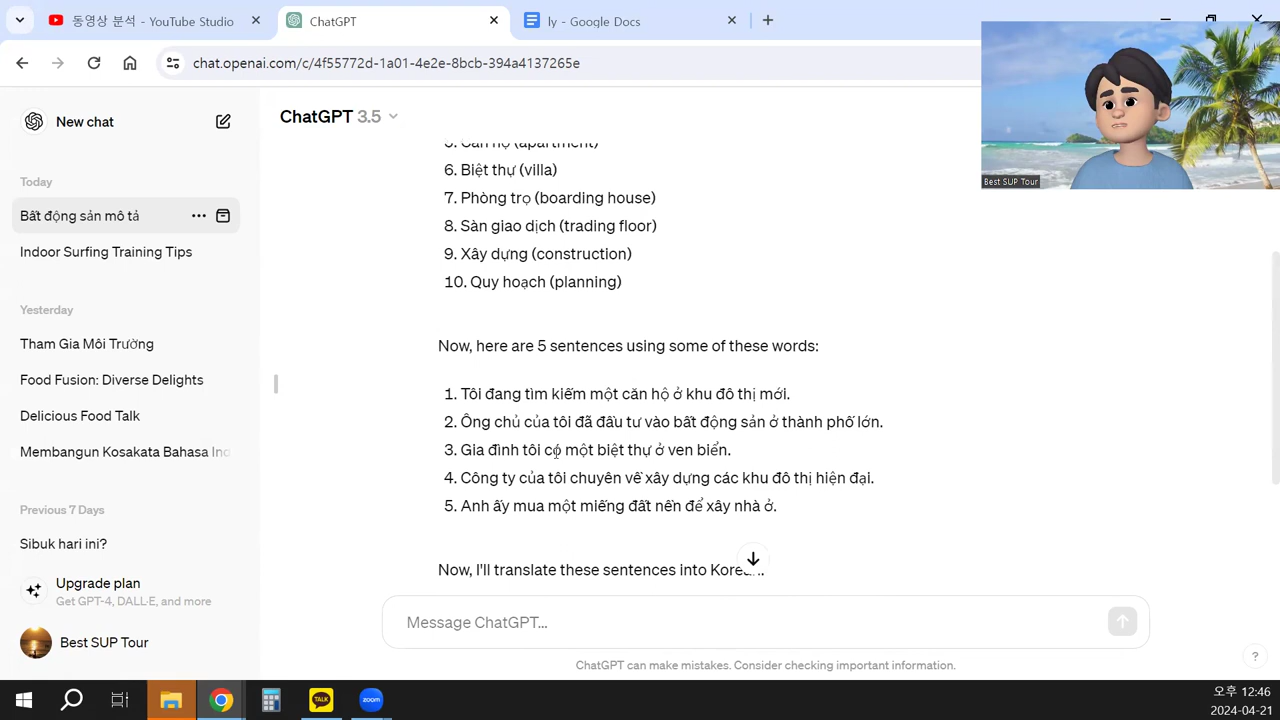 동영상 분석 - YouTube Studio
ChatGPT
ly - Google Docs
chat.openai.com/c/4f55772d-1a01-4e2e-8bcb-394a4137265e
Best SUP Tour
New chat
Today
Bất động sản mô tả
Indoor Surfing Training Tips
Yesterday
Tham Gia Môi Trường
Food Fusion: Diverse Delights
Delicious Food Talk
Membangun Kosakata Bahasa Ind
Previous 7 Days
Sibuk hari ini?
Upgrade plan
Get GPT-4, DALL·E, and more
Best SUP Tour
ChatGPT 3.5
5. Căn hộ (apartment)
6. Biệt thự (villa)
7. Phòng trọ (boarding house)
8. Sàn giao dịch (trading floor)
9. Xây dựng (construction)
10. Quy hoạch (planning)
Now, here are 5 sentences using some of these words:
1. Tôi đang tìm kiếm một căn hộ ở khu đô thị mới.
2. Ông chủ của tôi đã đầu tư vào bất động sản ở thành phố lớn.
3. Gia đình tôi có một biệt thự ở ven biển.
4. Công ty của tôi chuyên về xây dựng các khu đô thị hiện đại.
5. Anh ấy mua một miếng đất nền để xây nhà ở.
Now, I'll translate these sentences into Korean.
Message ChatGPT...
ChatGPT can make mistakes. Consider checking important information.
?
TALK
zoom
오후 12:46
2024-04-21